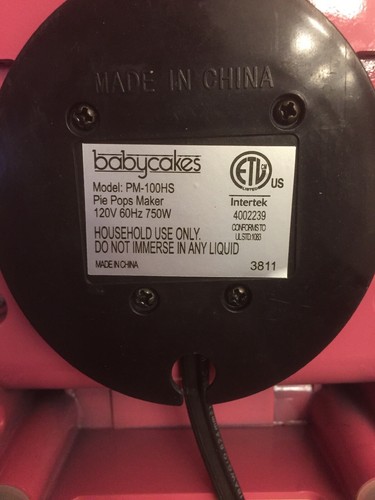 MADE IN CHINA
babycakes
Model: PM-100HS
Pie Pops Maker
120V 60Hz 750W
HOUSEHOLD USE ONLY.
DO NOT IMMERSE IN ANY LIQUID
MADE IN CHINA
ETL
LISTED
US
Intertek
4002239
CONFORMS TO
UL STD.1083
3811